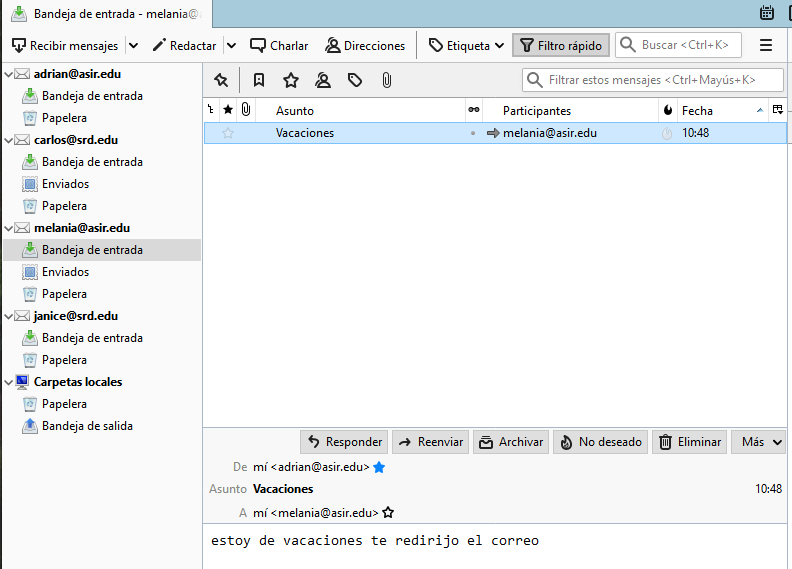 Bandeja de entrada - melania@
Recibir mensajes
Redactar
Charlar
Direcciones
Etiqueta
Filtro rápido
Buscar <Ctrl+K>
adrian@asir.edu
Bandeja de entrada
Papelera
carlos@srd.edu
Bandeja de entrada
Enviados
Papelera
melania@asir.edu
Bandeja de entrada
Enviados
Papelera
janice@srd.edu
Bandeja de entrada
Papelera
Carpetas locales
Papelera
Bandeja de salida
Filtrar estos mensajes <Ctrl+Mayús+K>
Asunto Participantes Fecha
Vacaciones melania@asir.edu 10:48
Responder Reenviar Archivar No deseado Eliminar Más
De mí <adrian@asir.edu>
Asunto Vacaciones 10:48
A mí <melania@asir.edu>
estoy de vacaciones te redirijo el correo